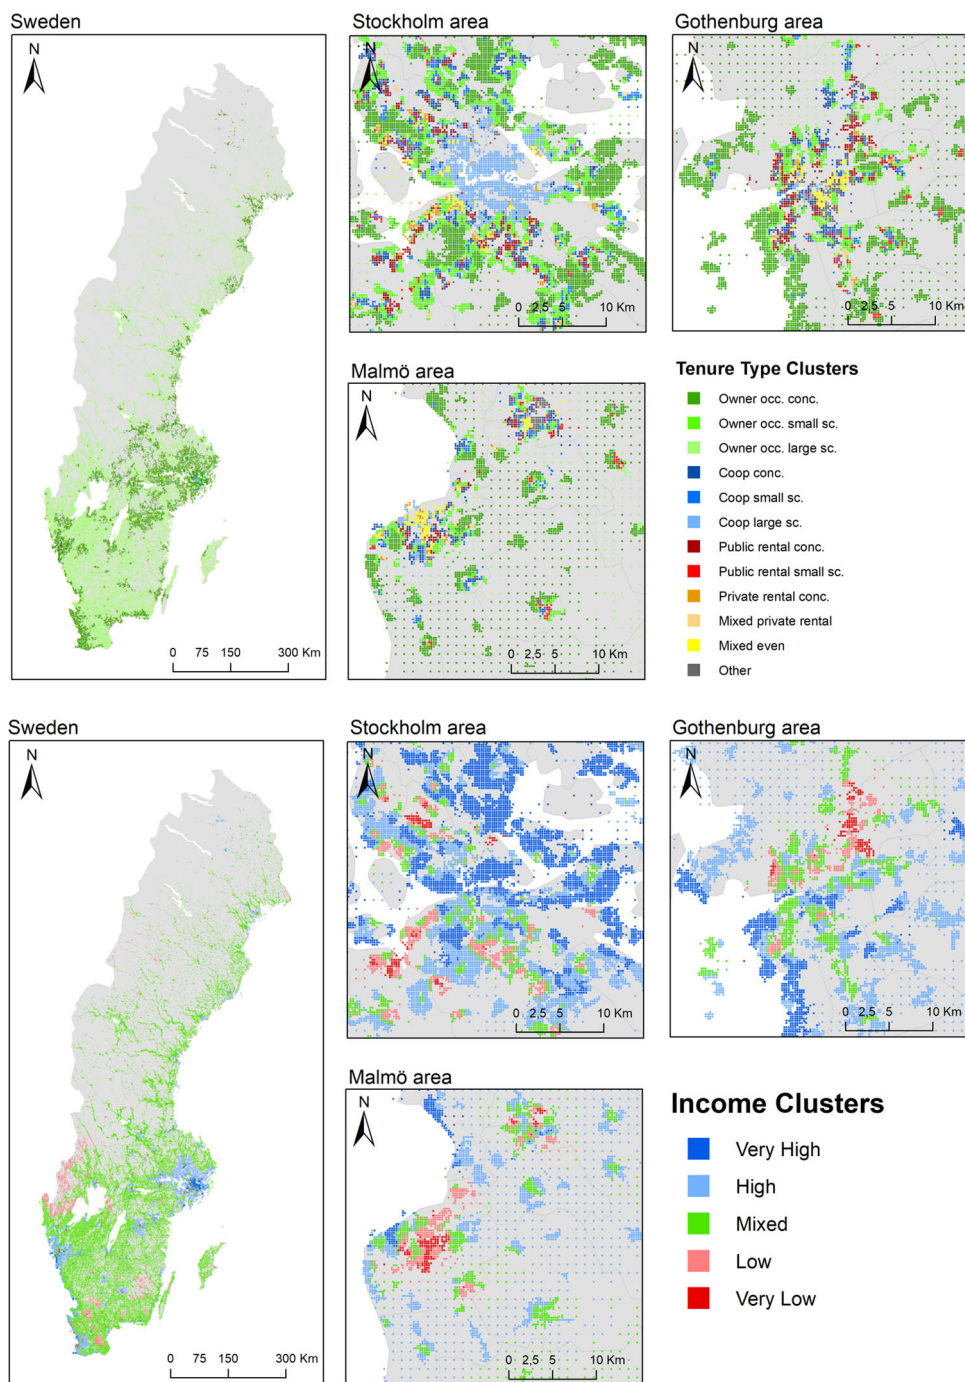 Sweden
N
0 75 150 300 Km
Stockholm area
N
0 2,5 5 10 Km
Gothenburg area
N
0 2,5 5 10 Km
Malmö area
N
0 2,5 5 10 Km
Tenure Type Clusters
Owner occ. conc.
Owner occ. small sc.
Owner occ. large sc.
Coop conc.
Coop small sc.
Coop large sc.
Public rental conc.
Public rental small sc.
Private rental conc.
Mixed private rental
Mixed even
Other
Sweden
N
0 75 150 300 Km
Stockholm area
N
0 2,5 5 10 Km
Gothenburg area
N
0 2,5 5 10 Km
Malmö area
N
0 2,5 5 10 Km
Income Clusters
Very High
High
Mixed
Low
Very Low